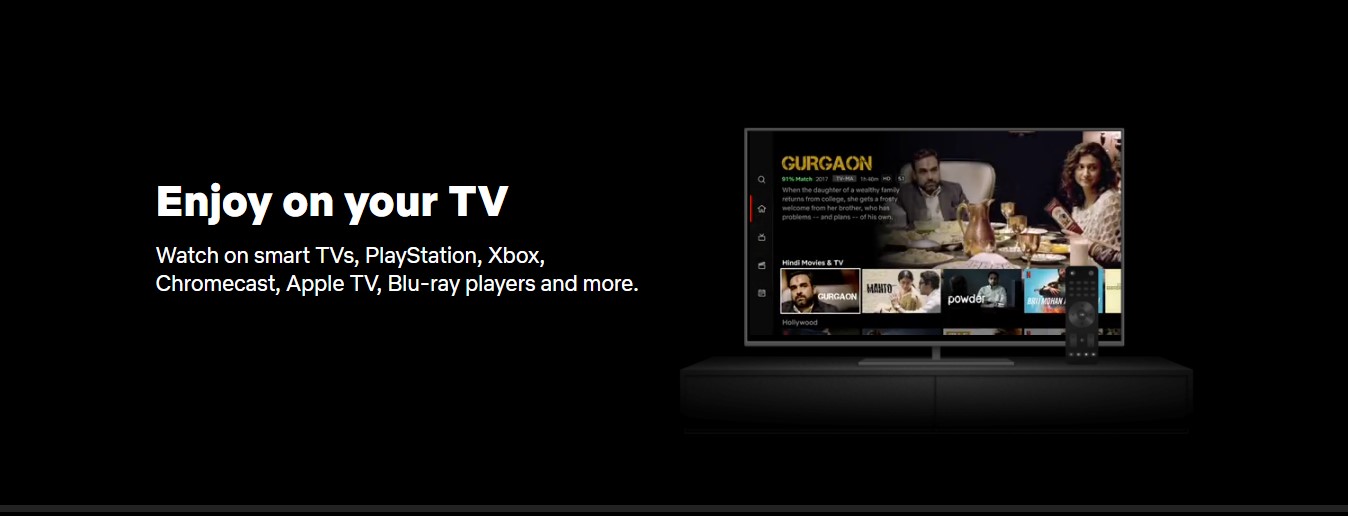 Enjoy on your TV
Watch on smart TVs, PlayStation, Xbox,
Chromecast, Apple TV, Blu-ray players and more.
GURGAON
91% Match 2017 TV-MA 1h 40m HD 5.1
When the daughter of a wealthy family
returns from college, she gets a frosty
welcome from her brother, who has
problems -- and plans -- of his own.
Hindi Movies & TV
GURGAON
MANTO
powder
BRIJ MOHAN
Hollywood